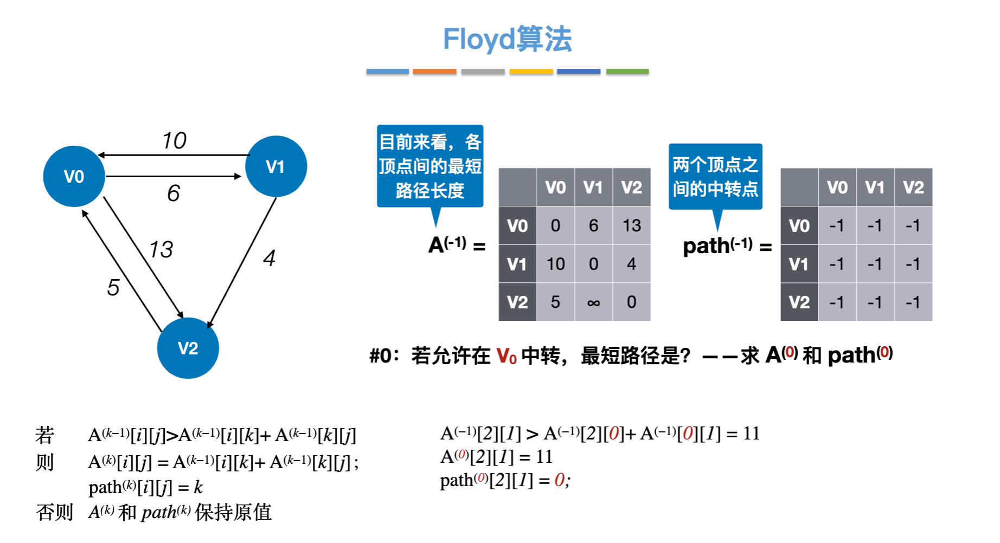 Floyd算法
10
V0
V1
6
13
4
5
V2
目前来看，各
顶点间的最短
路径长度
A(-1) =
V0 V1 V2
V0 0 6 13
V1 10 0 4
V2 5 ∞ 0
两个顶点之
间的中转点
path(-1) =
V0 V1 V2
V0 -1 -1 -1
V1 -1 -1 -1
V2 -1 -1 -1
#0：若允许在 V0 中转，最短路径是？——求 A(0) 和 path(0)
若 A(k−1)[i][j]>A(k−1)[i][k]+ A(k−1)[k][j]
则 A(k)[i][j] = A(k−1)[i][k]+ A(k−1)[k][j];
path(k)[i][j] = k
否则 A(k) 和 path(k) 保持原值
A(−1)[2][1] > A(−1)[2][0]+ A(−1)[0][1] = 11
A(0)[2][1] = 11
path(0)[2][1] = 0;